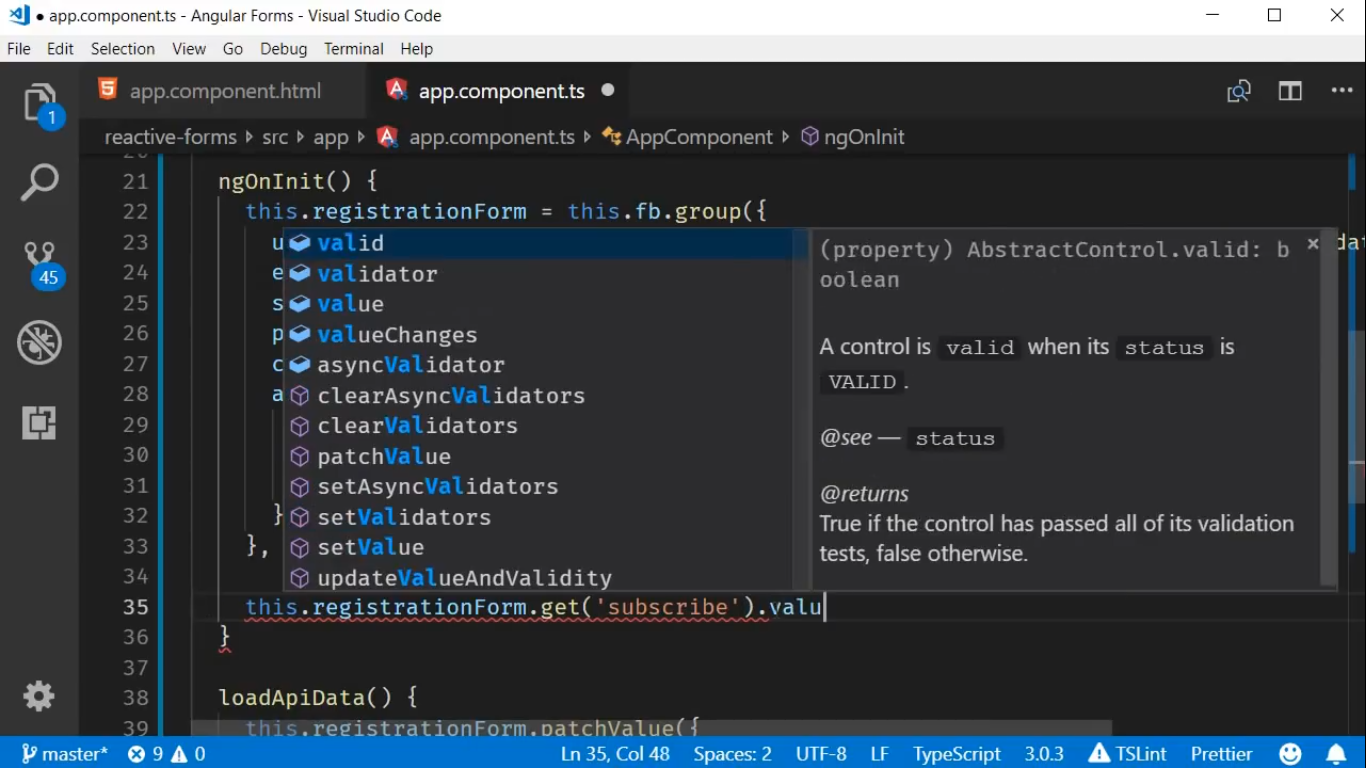 app.component.ts - Angular Forms - Visual Studio Code
File Edit Selection View Go Debug Terminal Help
app.component.html app.component.ts
reactive-forms src app app.component.ts AppComponent ngOnInit
1
45
21 ngOnInit() {
22 this.registrationForm = this.fb.group({
23 u
24 e
25 s
26 p
27 c
28 a
29
30
31
32 }
33 },
34
35 this.registrationForm.get('subscribe').valu
36 }
37
38 loadApiData() {
39 this.registrationForm.patchValue({
valid
validator
value
valueChanges
asyncValidator
clearAsyncValidators
clearValidators
patchValue
setAsyncValidators
setValidators
setValue
updateValueAndValidity
(property) AbstractControl.valid: b
oolean
A control is valid when its status is
VALID.
@see — status
@returns
True if the control has passed all of its validation
tests, false otherwise.
master* 9 0 Ln 35, Col 48 Spaces: 2 UTF-8 LF TypeScript 3.0.3 TSLint Prettier